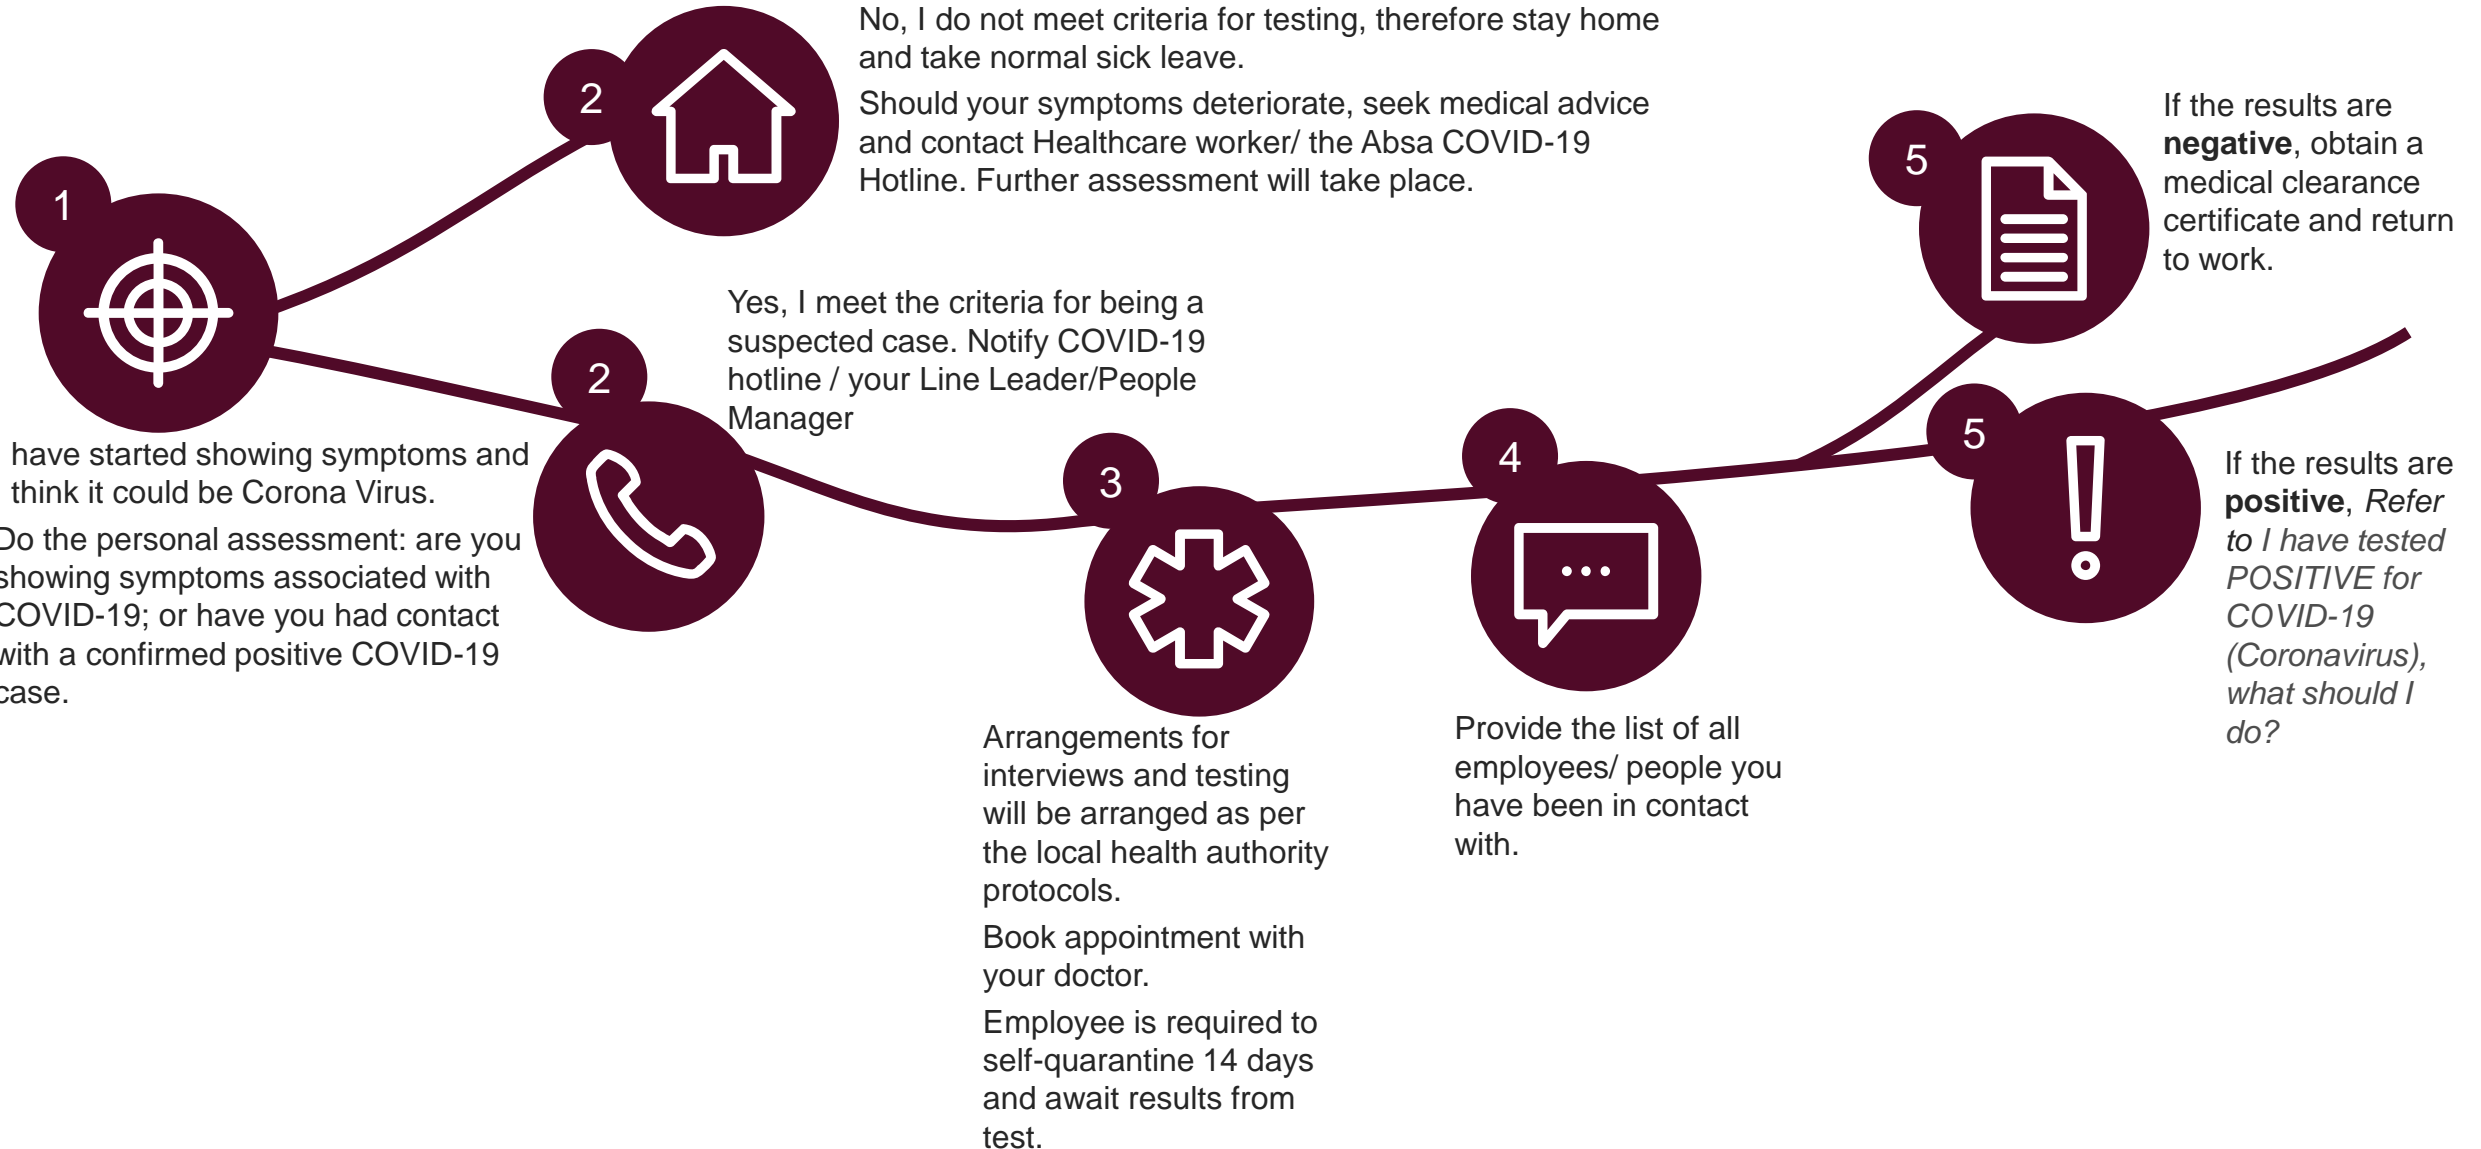 1
have started showing symptoms and
think it could be Corona Virus.
Do the personal assessment: are you
showing symptoms associated with
COVID-19; or have you had contact
with a confirmed positive COVID-19
case.
2
No, I do not meet criteria for testing, therefore stay home
and take normal sick leave.
Should your symptoms deteriorate, seek medical advice
and contact Healthcare worker/ the Absa COVID-19
Hotline. Further assessment will take place.
2
Yes, I meet the criteria for being a
suspected case. Notify COVID-19
hotline / your Line Leader/People
Manager
3
Arrangements for
interviews and testing
will be arranged as per
the local health authority
protocols.
Book appointment with
your doctor.
Employee is required to
self-quarantine 14 days
and await results from
test.
4
Provide the list of all
employees/ people you
have been in contact
with.
5
If the results are
negative, obtain a
medical clearance
certificate and return
to work.
5
If the results are
positive, Refer
to I have tested
POSITIVE for
COVID-19
(Coronavirus),
what should I
do?